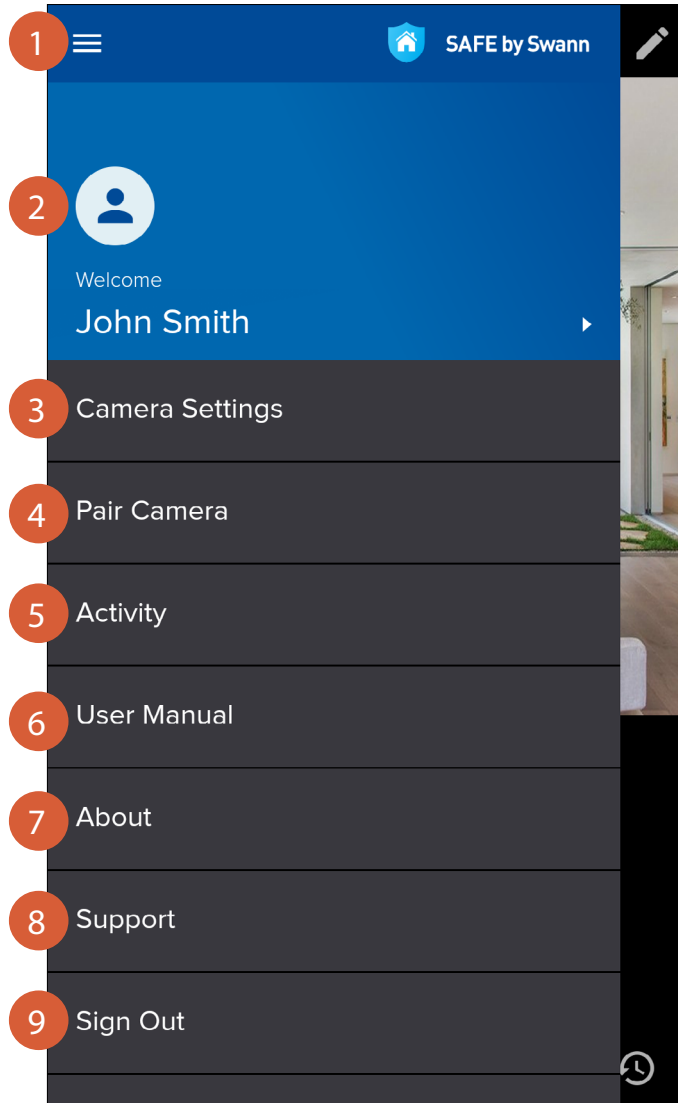 1
SAFE by Swann
2
Welcome
John Smith
3 Camera Settings
4 Pair Camera
5 Activity
6 User Manual
7 About
8 Support
9 Sign Out